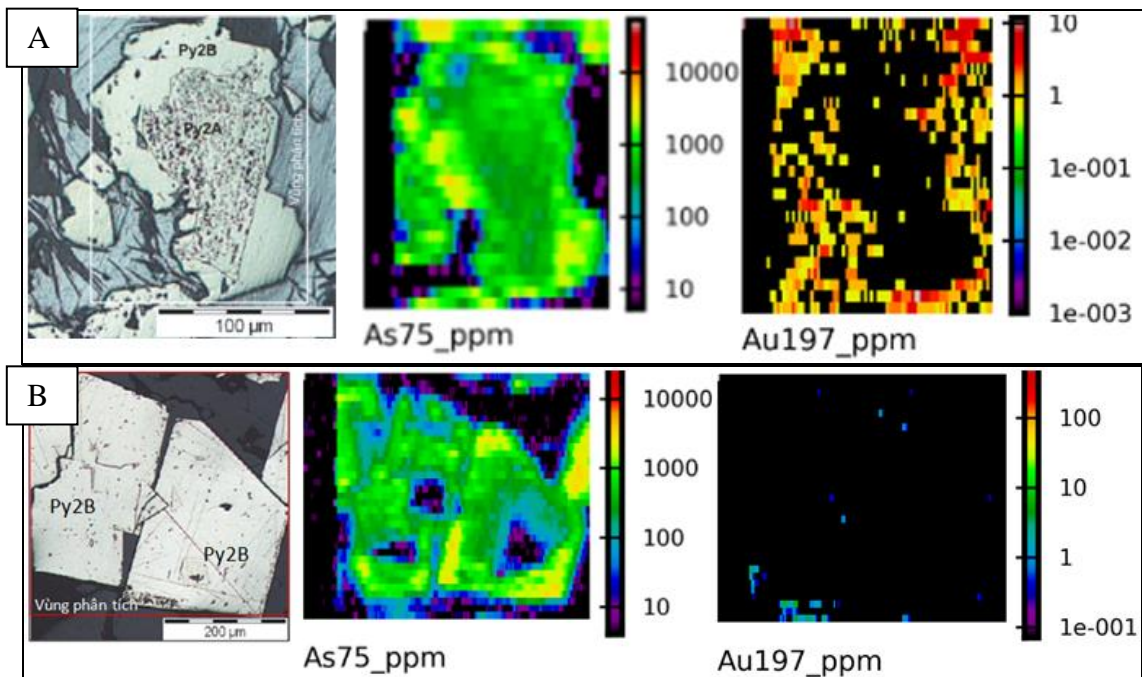 A
Py2B
Py2A
Vùng phân tích
100 µm
10000
1000
100
10
As75_ppm
10
1
1e-001
1e-002
1e-003
Au197_ppm
B
Py2B
Py2B
Vùng phân tích
200 µm
10000
1000
100
10
As75_ppm
100
10
1
1e-001
Au197_ppm